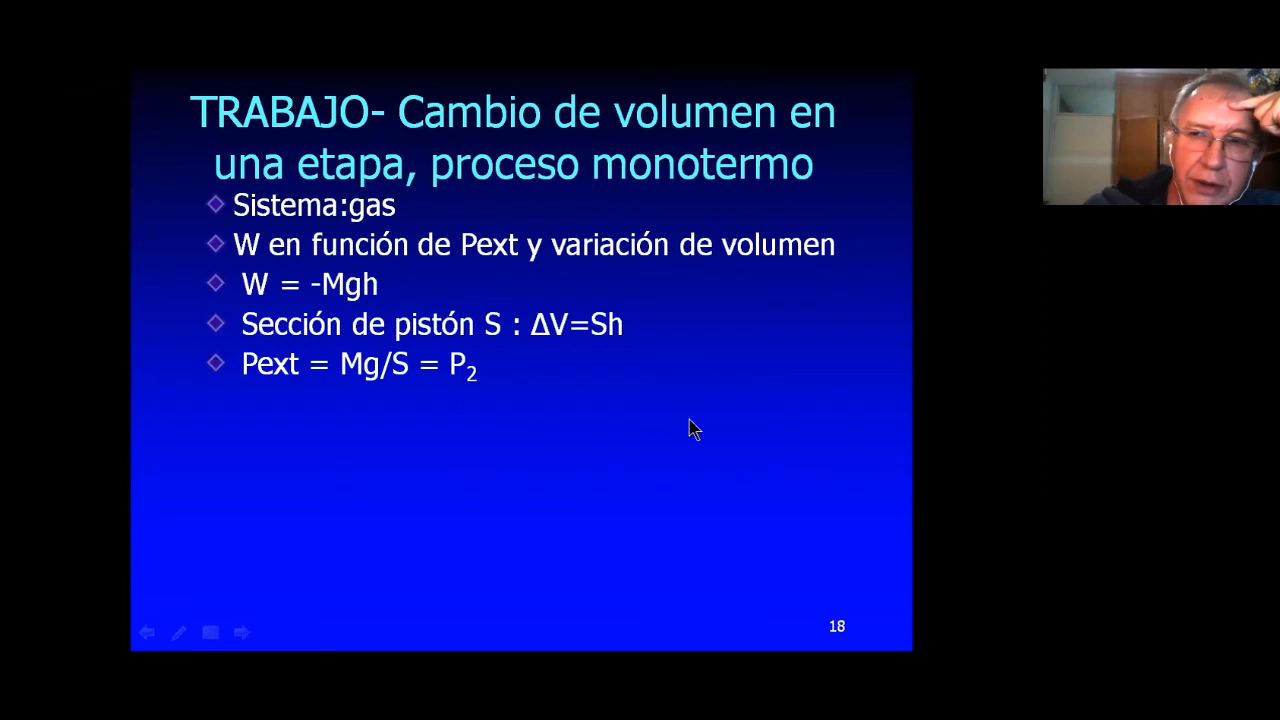 TRABAJO- Cambio de volumen en
una etapa, proceso monotermo
Sistema:gas
W en función de Pext y variación de volumen
W = -Mgh
Sección de pistón S : ΔV=Sh
Pext = Mg/S = P₂
18